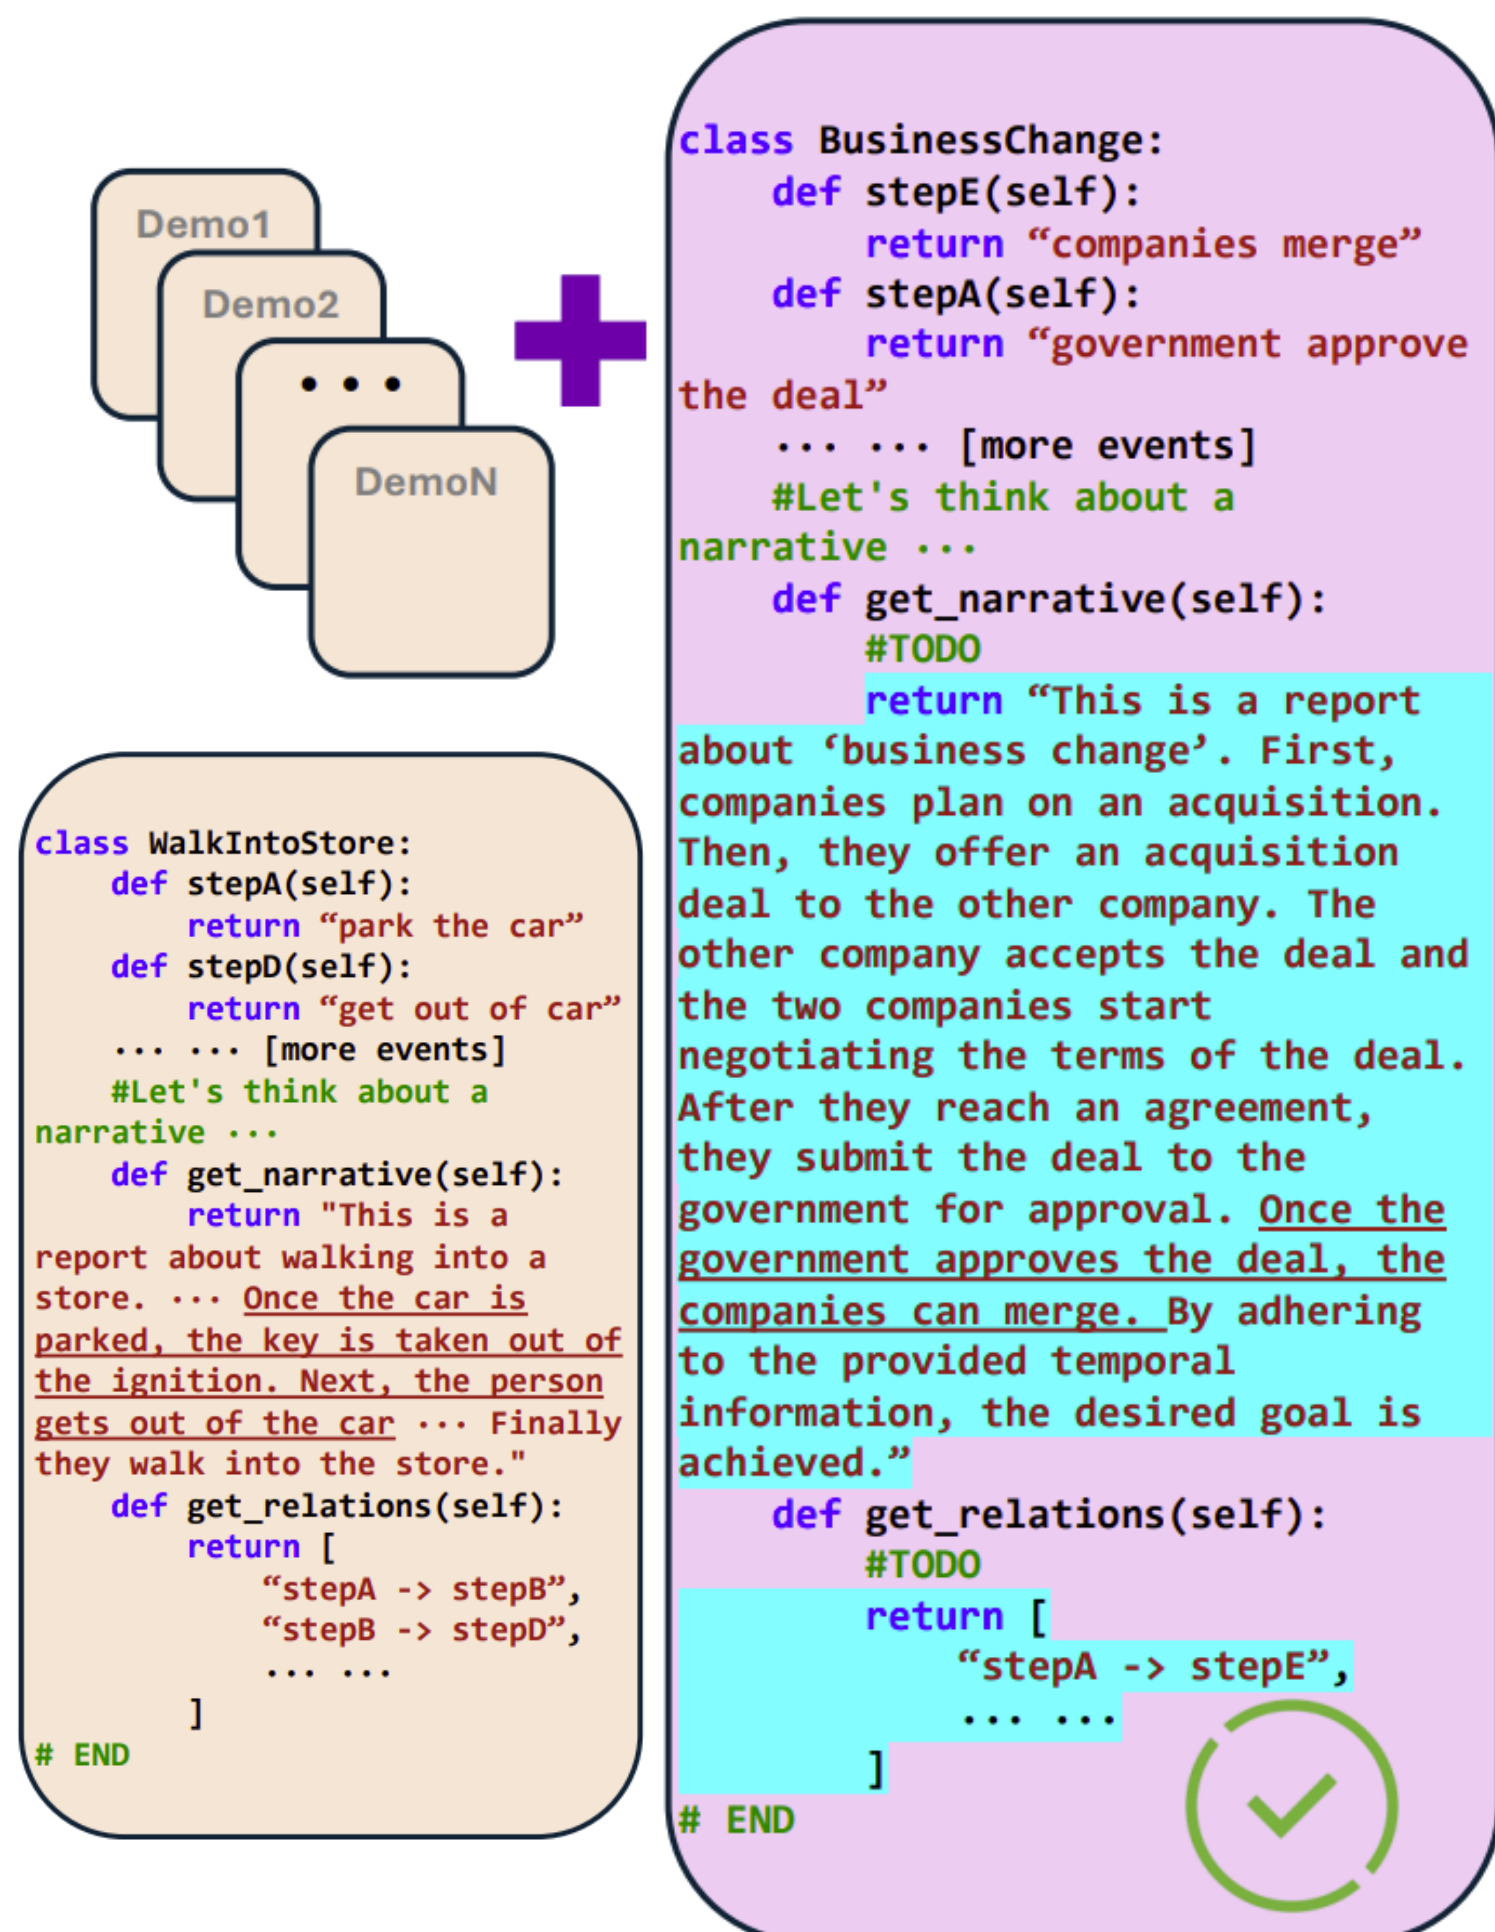 Demo1
Demo2
• • •
DemoN
class WalkIntoStore:
    def stepA(self):
        return “park the car”
    def stepD(self):
        return “get out of car”
    ··· ··· [more events]
    #Let's think about a
narrative ···
    def get_narrative(self):
        return "This is a
report about walking into a
store. ··· Once the car is
parked, the key is taken out of
the ignition. Next, the person
gets out of the car ··· Finally
they walk into the store."
    def get_relations(self):
        return [
            “stepA -> stepB”,
            “stepB -> stepD”,
            ... ...
        ]
# END
class BusinessChange:
    def stepE(self):
        return “companies merge”
    def stepA(self):
        return “government approve
the deal”
    ··· ··· [more events]
    #Let's think about a
narrative ···
    def get_narrative(self):
        #TODO
        return “This is a report
about ‘business change’. First,
companies plan on an acquisition.
Then, they offer an acquisition
deal to the other company. The
other company accepts the deal and
the two companies start
negotiating the terms of the deal.
After they reach an agreement,
they submit the deal to the
government for approval. Once the
government approves the deal, the
companies can merge. By adhering
to the provided temporal
information, the desired goal is
achieved.”
    def get_relations(self):
        #TODO
        return [
            “stepA -> stepE”,
            ... ...
        ]
# END